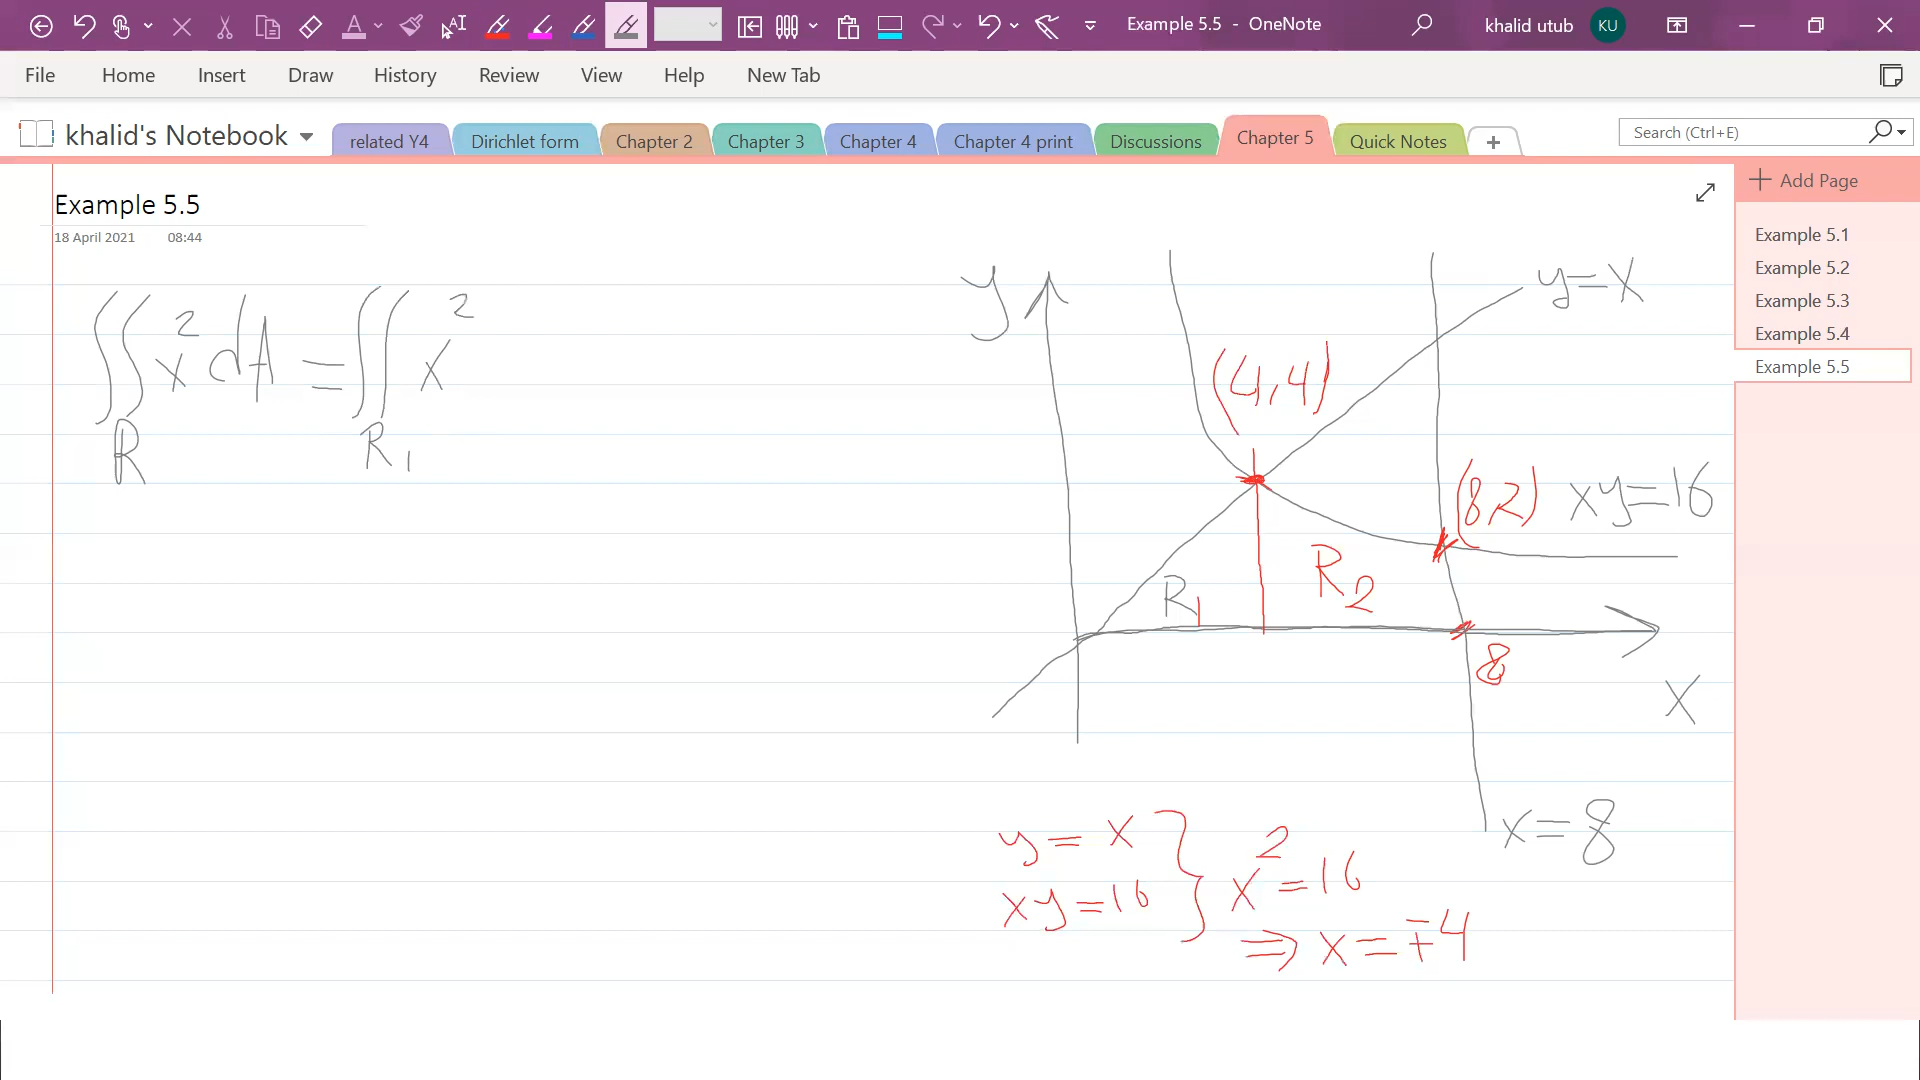 Example 5.5 - OneNote
khalid utub
KU
File Home Insert Draw History Review View Help New Tab
khalid's Notebook
related Y4 Dirichlet form Chapter 2 Chapter 3 Chapter 4 Chapter 4 print Discussions Chapter 5 Quick Notes
Search (Ctrl+E)
Add Page
Example 5.1
Example 5.2
Example 5.3
Example 5.4
Example 5.5
Example 5.5
18 April 2021 08:44
∬_R x² dA = ∬_R₁ x²
y
y=x
(4,4)
(8,2)
xy=16
R₁
R₂
8
x
x=8
y = x
xy=16
} x² = 16
⇒ x = ∓4